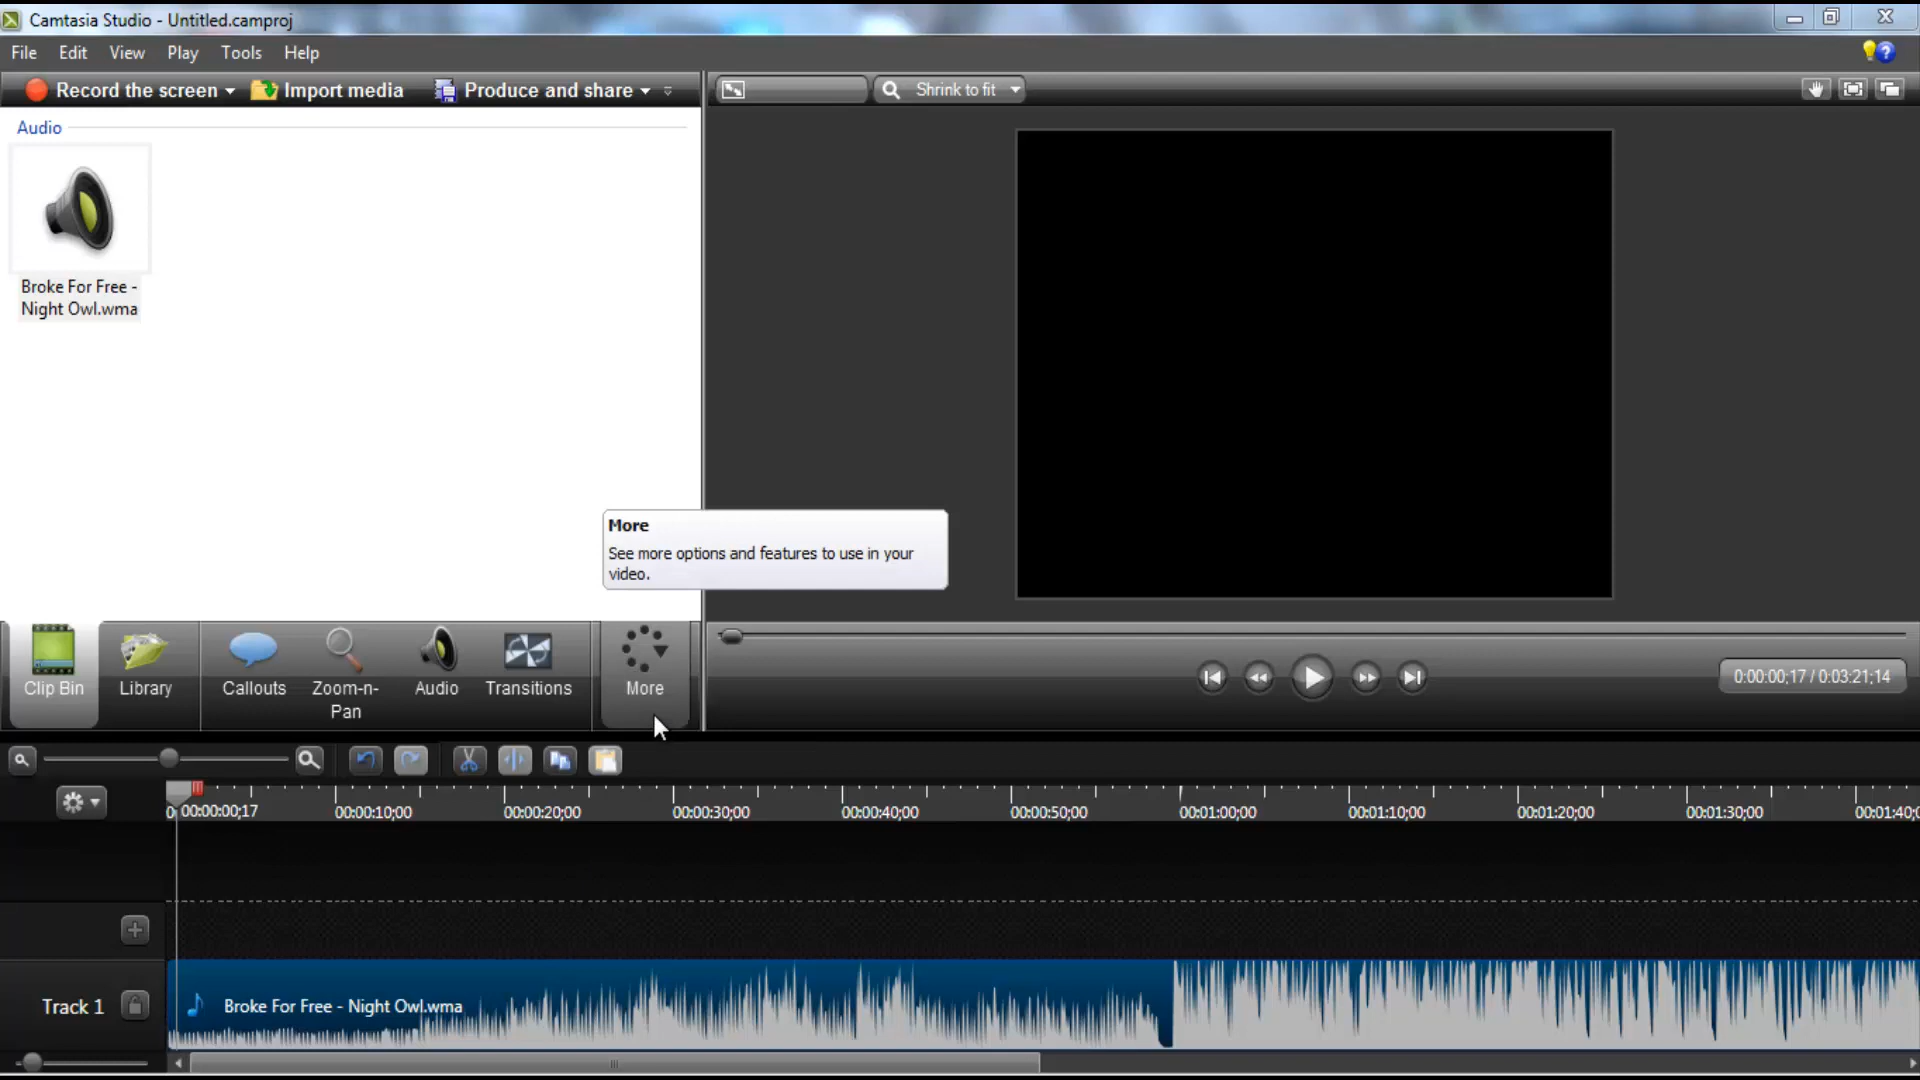 Camtasia Studio - Untitled.camproj
File Edit View Play Tools Help
Record the screen Import media Produce and share
Shrink to fit
Audio
Broke For Free -
Night Owl.wma
More
See more options and features to use in your
video.
Clip Bin Library Callouts Zoom-n-
Pan
Audio Transitions More
0:00:00;17 / 0:03:21;14
0 00:00:00;17 00:00:10;00 00:00:20;00 00:00:30;00 00:00:40;00 00:00:50;00 00:01:00;00 00:01:10;00 00:01:20;00 00:01:30;00 00:01:40;0
Track 1 Broke For Free - Night Owl.wma